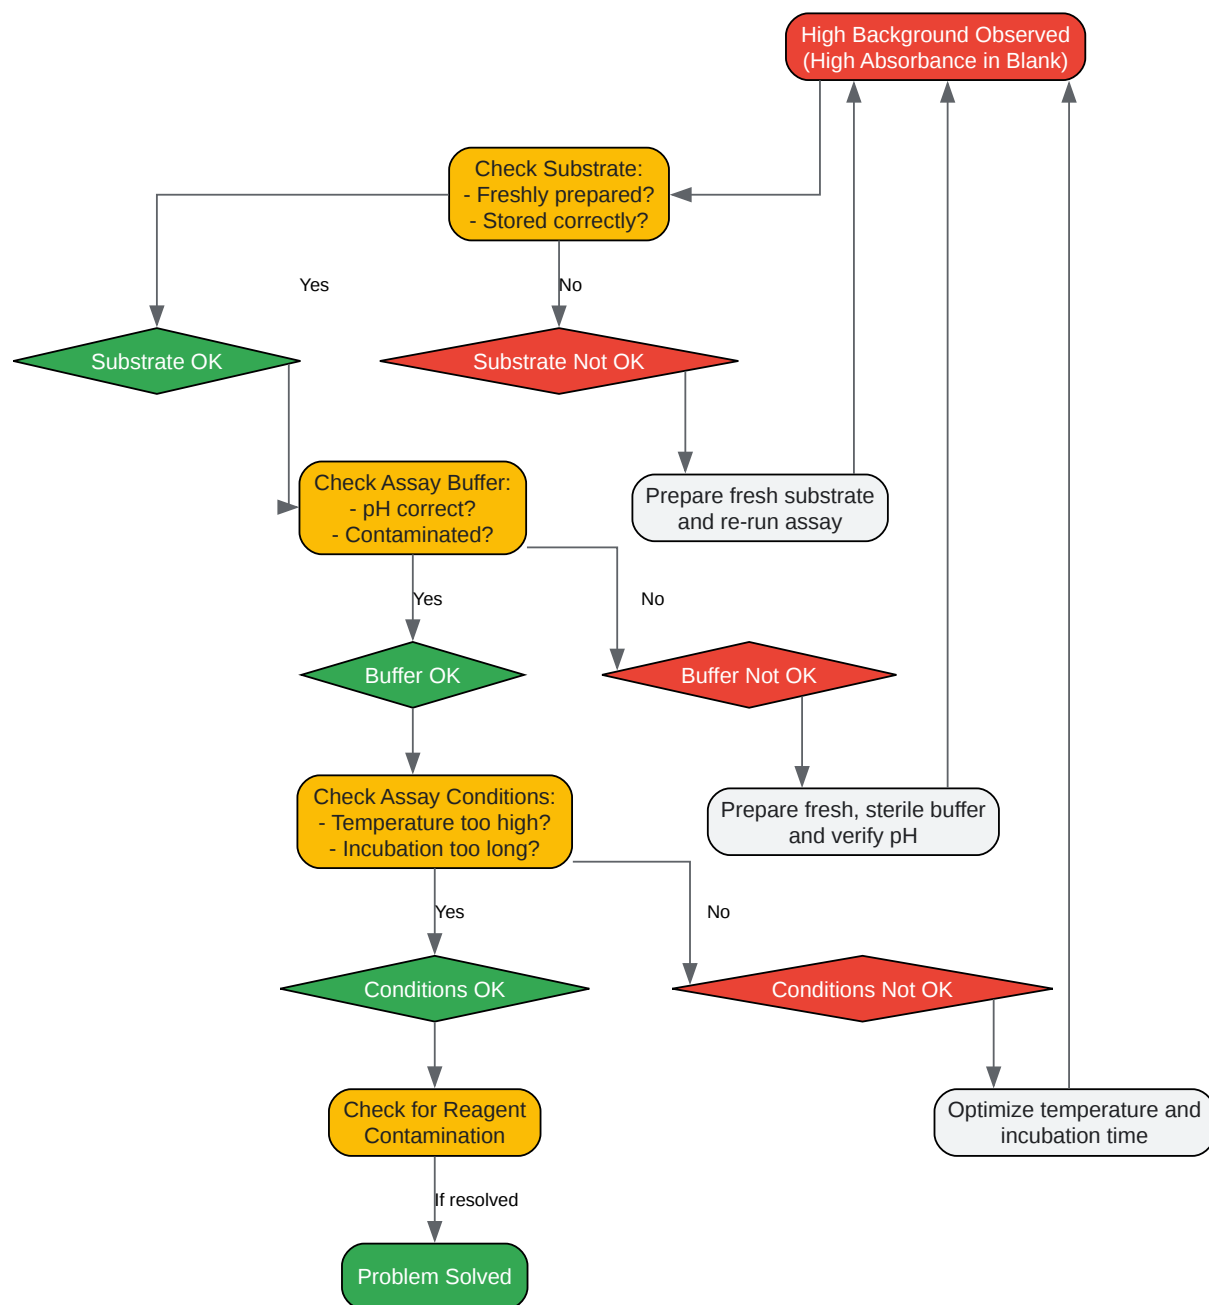 High Background Observed
(High Absorbance in Blank)
Check Substrate:
- Freshly prepared?
- Stored correctly?
Yes
No
Substrate OK
Substrate Not OK
Check Assay Buffer:
- pH correct?
- Contaminated?
Prepare fresh substrate
and re-run assay
Yes
No
Buffer OK
Buffer Not OK
Check Assay Conditions:
- Temperature too high?
- Incubation too long?
Prepare fresh, sterile buffer
and verify pH
Yes
No
Conditions OK
Conditions Not OK
Check for Reagent
Contamination
Optimize temperature and
incubation time
If resolved
Problem Solved